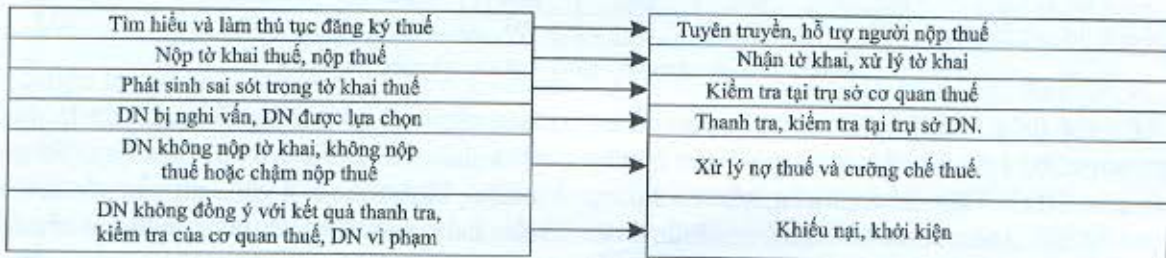 Tìm hiểu và làm thủ tục đăng ký thuế
Tuyên truyền, hỗ trợ người nộp thuế
Nộp tờ khai thuế, nộp thuế
Nhận tờ khai, xử lý tờ khai
Phát sinh sai sót trong tờ khai thuế
Kiểm tra tại trụ sở cơ quan thuế
DN bị nghi vấn, DN được lựa chọn
Thanh tra, kiểm tra tại trụ sở DN.
DN không nộp tờ khai, không nộp
thuế hoặc chậm nộp thuế
Xử lý nợ thuế và cưỡng chế thuế.
DN không đồng ý với kết quả thanh tra,
kiểm tra của cơ quan thuế, DN vi phạm
Khiếu nại, khởi kiện